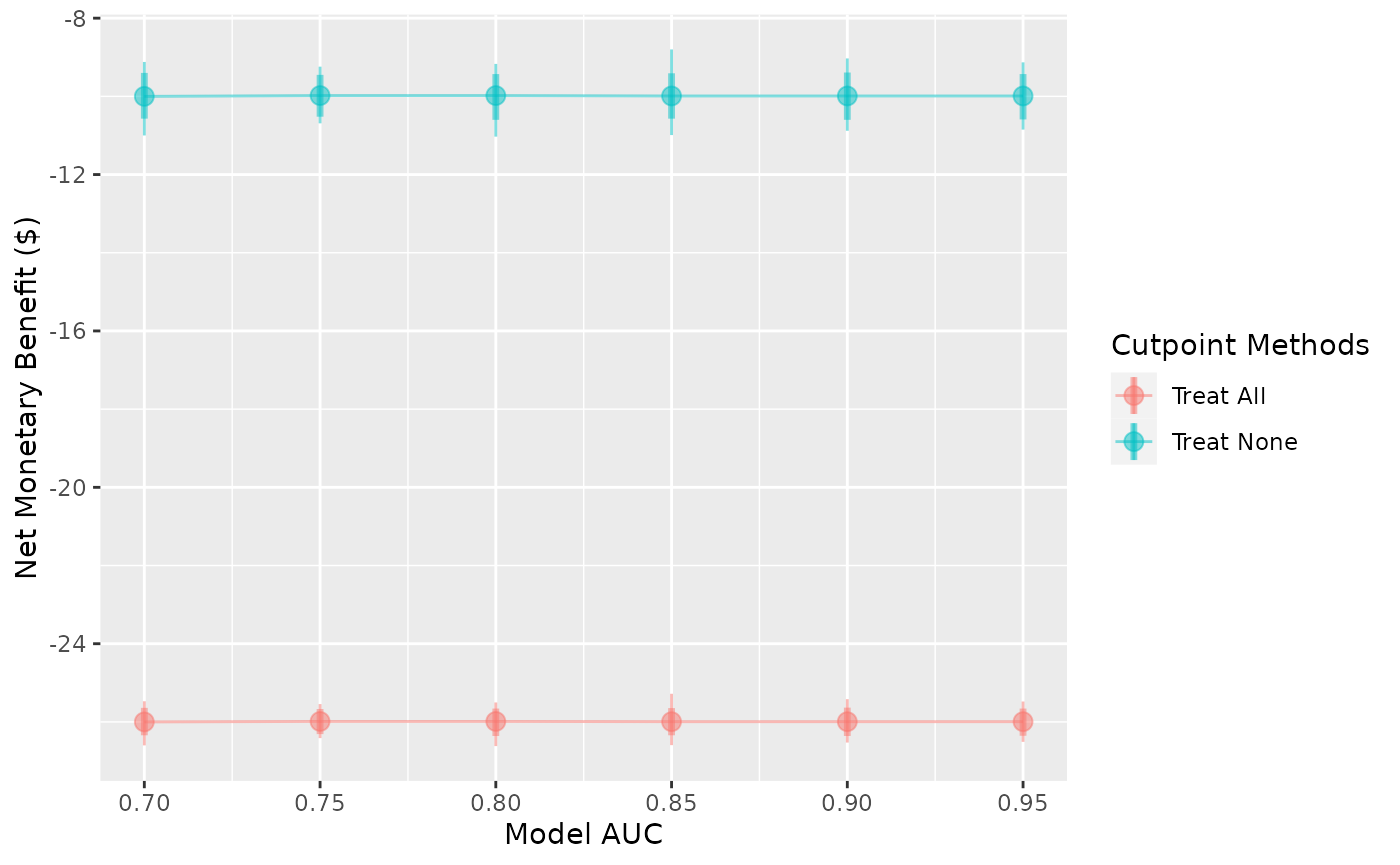 -8
-12
-16
-20
-24
Net Monetary Benefit ($)
0.70 0.75 0.80 0.85 0.90 0.95
Model AUC
Cutpoint Methods
Treat All
Treat None